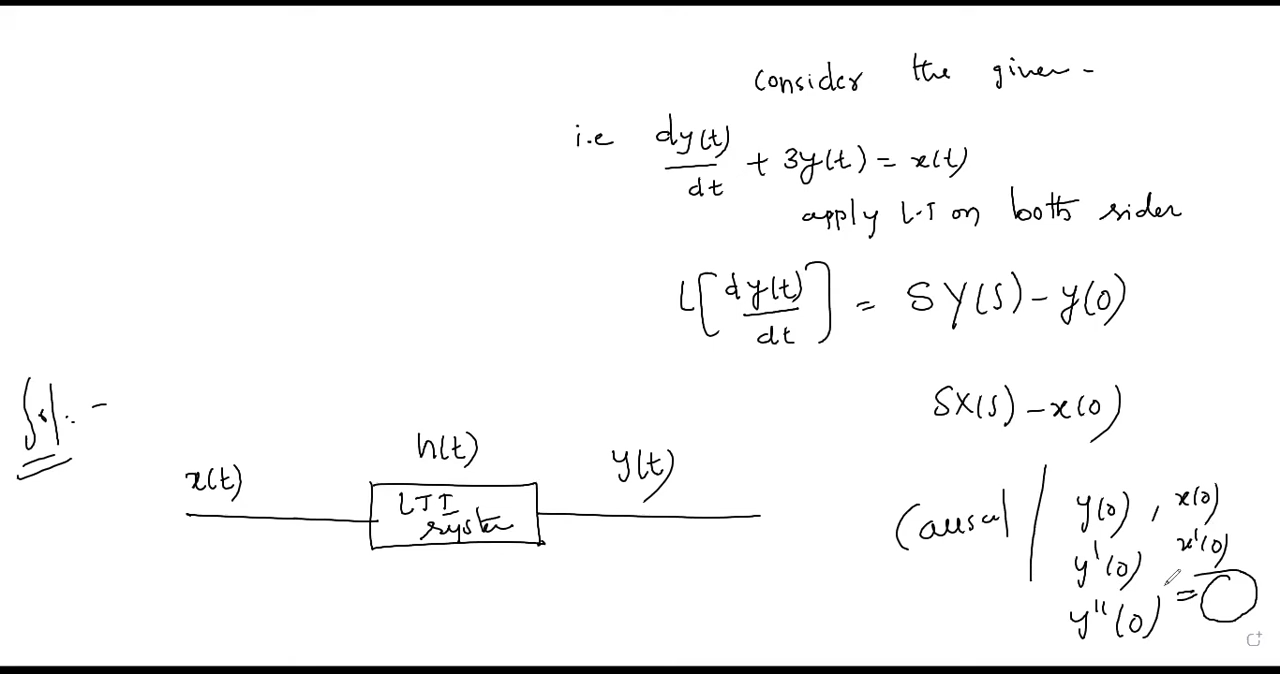 consider the given -
i.e dy(t)/dt + 3y(t) = x(t)
apply L.T on both sides
L[dy(t)/dt] = SY(S) - y(0)
SX(S) - x(0)
Sol: -
x(t)
h(t)
LTI
system
y(t)
Causal
y(0), x(0)
y'(0) x'(0)
y''(0) = 0